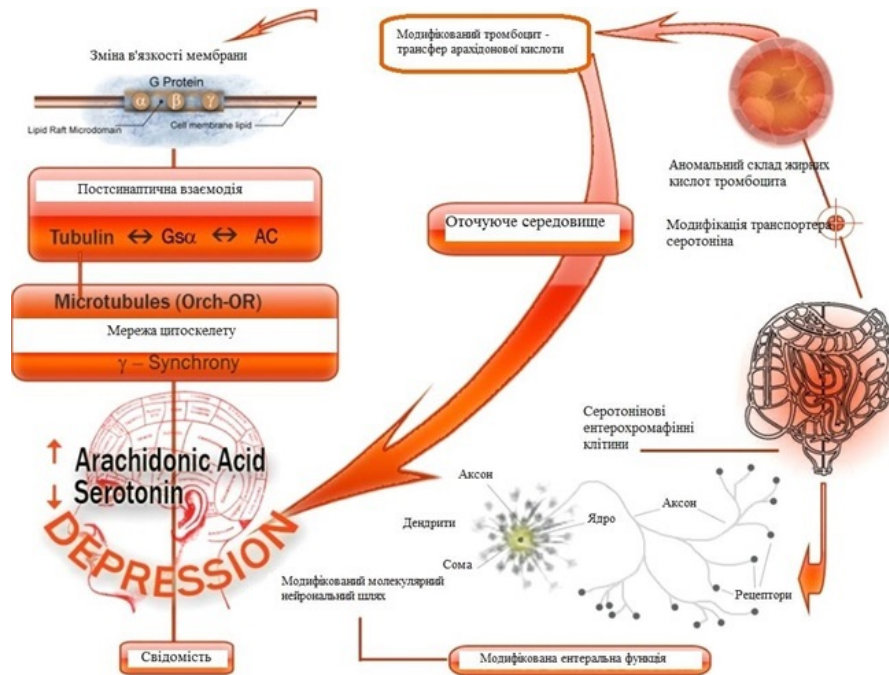 Зміна в'язкості мембрани
G Protein
α β γ
Lipid Raft Microdomain
Cell membrane lipid
Постсинаптична взаємодія
Tubulin ↔ Gsα ↔ AC
Microtubules (Orch-OR)
Мережа цитоскелету
γ – Synchrony
↑ Arachidonic Acid
↓ Serotonin
DEPRESSION
Свідомість
Модифікований тромбоцит -
трансфер арахідонової кислоти
Оточуюче середовище
Аномальний склад жирних
кислот тромбоцита
Модифікація транспортера
серотоніна
Серотонінові
ентерохромафінні
клітини
Аксон
Дендрити
Сома
Ядро
Аксон
Рецептори
Модифікований молекулярний
нейрональний шлях
Модифікована ентеральна функція